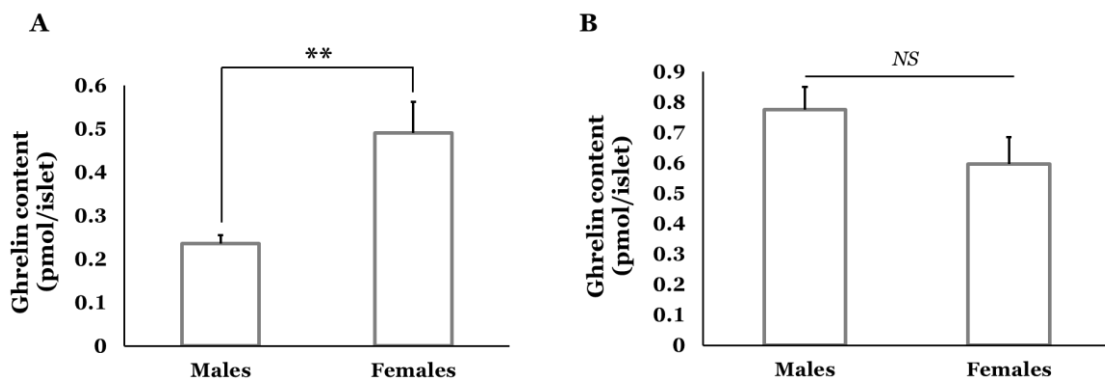 A
**
0.6
0.5
0.4
0.3
0.2
0.1
0
Ghrelin content
(pmol/islet)
Males Females
B
NS
0.9
0.8
0.7
0.6
0.5
0.4
0.3
0.2
0.1
0
Ghrelin content
(pmol/islet)
Males Females